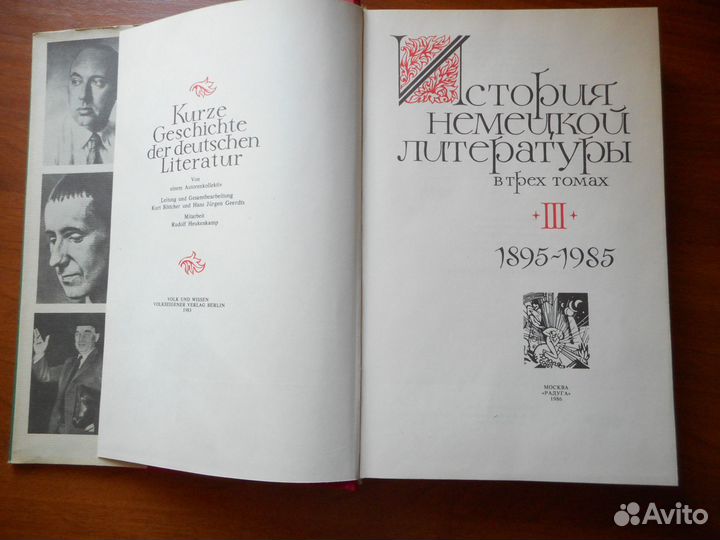 Kurze
Geschichte
der deutschen
Literatur
Von
einem Autorenkollektiv
Leitung und Gesamtbearbeitung
Kurt Böttcher und Hans Jürgen Geerdts
Mitarbeit
Rudolf Heukenkamp
VOLK UND WISSEN
VOLKSEIGENER VERLAG BERLIN
1983
История
немецкой
литературы
в трех томах
III
1895-1985
МОСКВА
«РАДУГА»
1986
Avito